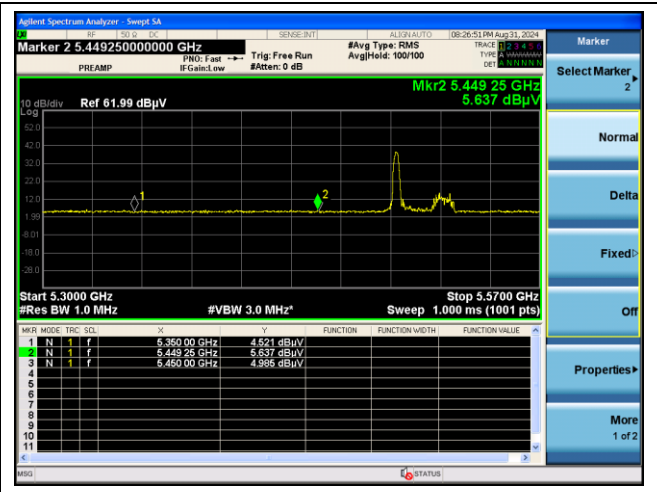 Agilent Spectrum Analyzer - Swept SA
RF 50 Ω DC SENSE:INT ALIGN AUTO 08:26:51 PM Aug 31, 2024
Marker 2 5.449250000000 GHz
PREAMP
PNO: Fast
IFGain:Low
Trig: Free Run
#Atten: 0 dB
#Avg Type: RMS
Avg|Hold: 100/100
TRACE 1 2 3 4 5 6
TYPE
DET A N N N N N
Mkr2 5.449 25 GHz
5.637 dBµV
10 dB/div Ref 61.99 dBµV
Log
52.0
42.0
32.0
22.0
12.0
1.99
-8.01
-18.0
-28.0
1
2
Start 5.3000 GHz Stop 5.5700 GHz
#Res BW 1.0 MHz #VBW 3.0 MHz* Sweep 1.000 ms (1001 pts)
MKR MODE TRC SCL X Y FUNCTION FUNCTION WIDTH FUNCTION VALUE
1 N 1 f 5.350 00 GHz 4.521 dBµV
2 N 1 f 5.449 25 GHz 5.637 dBµV
3 N 1 f 5.450 00 GHz 4.985 dBµV
4
5
6
7
8
9
10
11
MSG STATUS
Marker
Select Marker
2
Normal
Delta
Fixed
Off
Properties
More
1 of 2